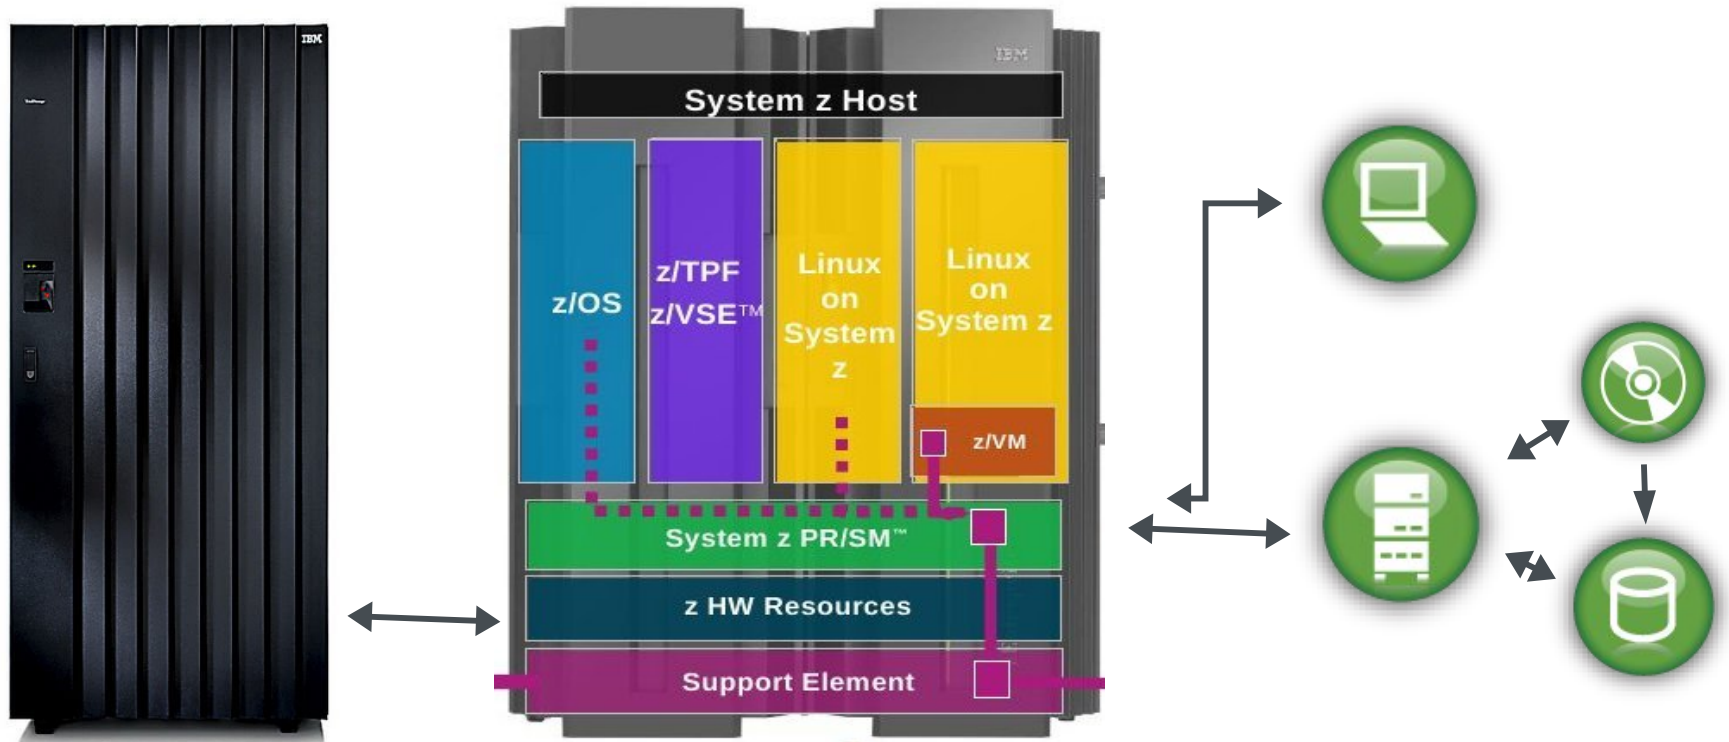 IBM
IBM
System z Host
z/OS
z/TPF
z/VSE™
Linux
on
System
z
Linux
on
System z
z/VM
System z PR/SM™
z HW Resources
Support Element